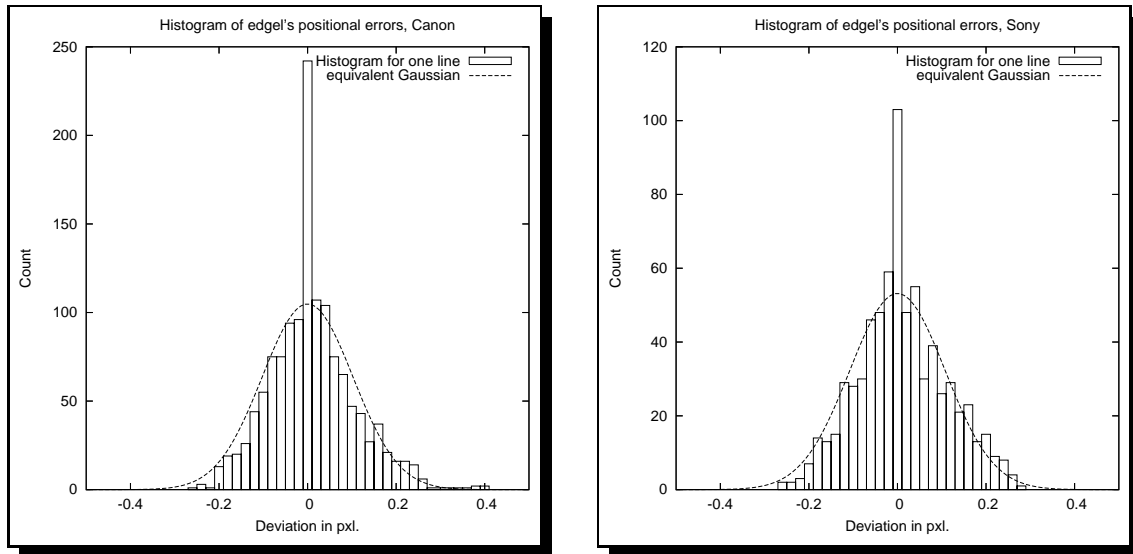 Histogram of edgel's positional errors, Canon
250
200
150
100
50
0
Count
Histogram for one line
equivalent Gaussian
-0.4 -0.2 0 0.2 0.4
Deviation in pxl.
Histogram of edgel's positional errors, Sony
120
100
80
60
40
20
0
Count
Histogram for one line
equivalent Gaussian
-0.4 -0.2 0 0.2 0.4
Deviation in pxl.